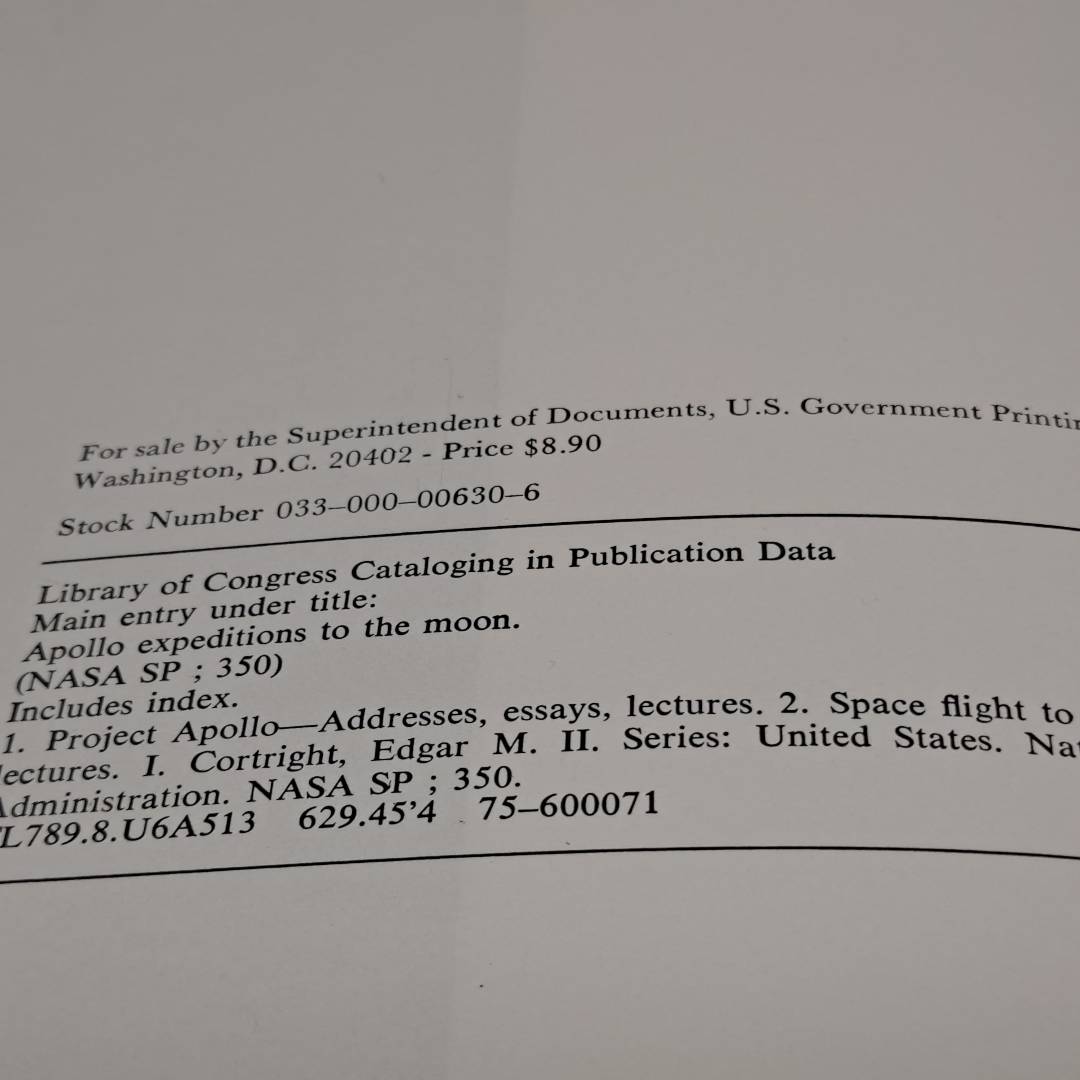 For sale by the Superintendent of Documents, U.S. Government
Washington, D.C. 20402 - Price $8.90
Stock Number 033–000–00630–6
Library of Congress Cataloging in Publication Data
Main entry under title:
Apollo expeditions to the moon.
(NASA SP ; 350)
Includes index.
1. Project Apollo—Addresses, essays, lectures. 2. Space flight to
lectures. I. Cortright, Edgar M. II. Series: United States.
Administration. NASA SP ; 350.
TL789.8.U6A513 629.45’4 75–600071